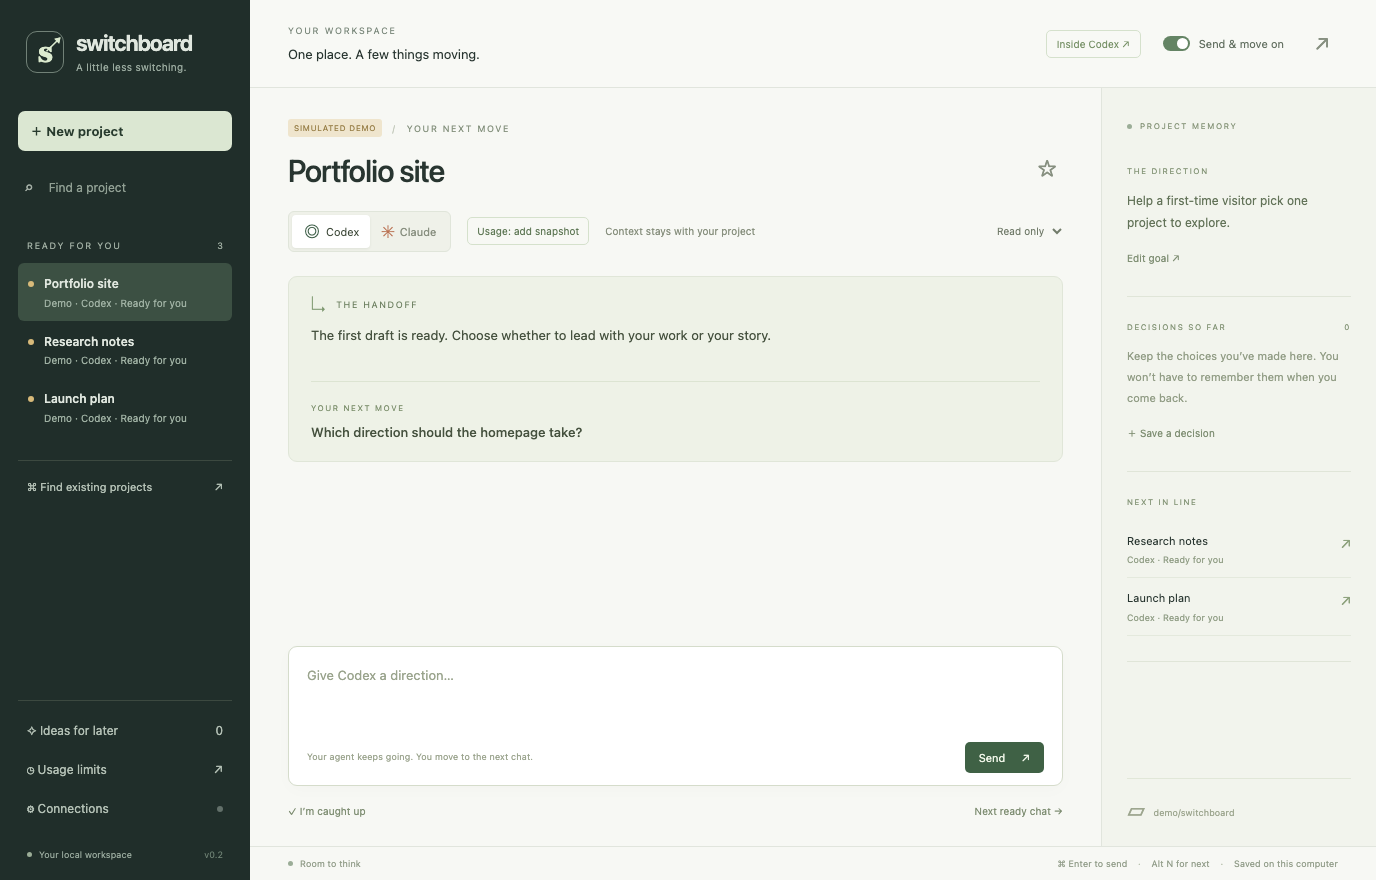 switchboard
A little less switching.
+ New project
Find a project
READY FOR YOU 3
Portfolio site
Demo · Codex · Ready for you
Research notes
Demo · Codex · Ready for you
Launch plan
Demo · Codex · Ready for you
⌘ Find existing projects ↗
✧ Ideas for later 0
Usage limits ↗
Connections
Your local workspace v0.2
YOUR WORKSPACE
One place. A few things moving.
Inside Codex ↗
Send & move on ↗
SIMULATED DEMO / YOUR NEXT MOVE
Portfolio site
Codex
Claude
Usage: add snapshot
Context stays with your project
Read only
THE HANDOFF
The first draft is ready. Choose whether to lead with your work or your story.
YOUR NEXT MOVE
Which direction should the homepage take?
Give Codex a direction...
Your agent keeps going. You move to the next chat.
Send ↗
✓ I'm caught up
Next ready chat →
PROJECT MEMORY
THE DIRECTION
Help a first-time visitor pick one
project to explore.
Edit goal ↗
DECISIONS SO FAR 0
Keep the choices you've made here. You
won't have to remember them when you
come back.
+ Save a decision
NEXT IN LINE
Research notes ↗
Codex · Ready for you
Launch plan ↗
Codex · Ready for you
demo/switchboard
Room to think
⌘ Enter to send · Alt N for next · Saved on this computer